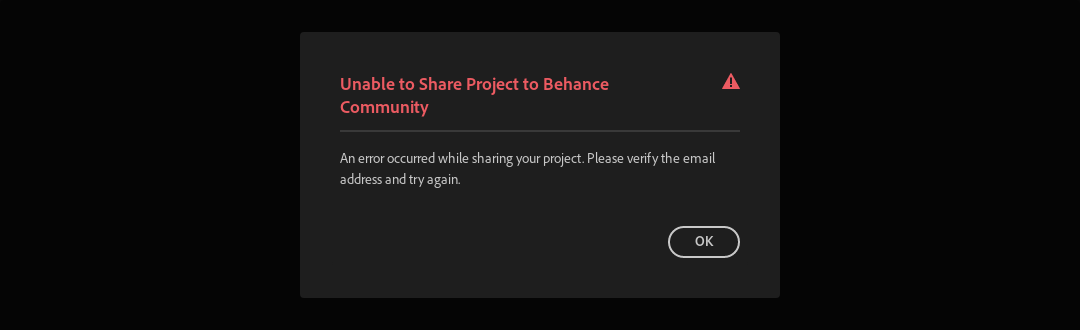 Unable to Share Project to Behance
Community
An error occurred while sharing your project. Please verify the email
address and try again.
OK